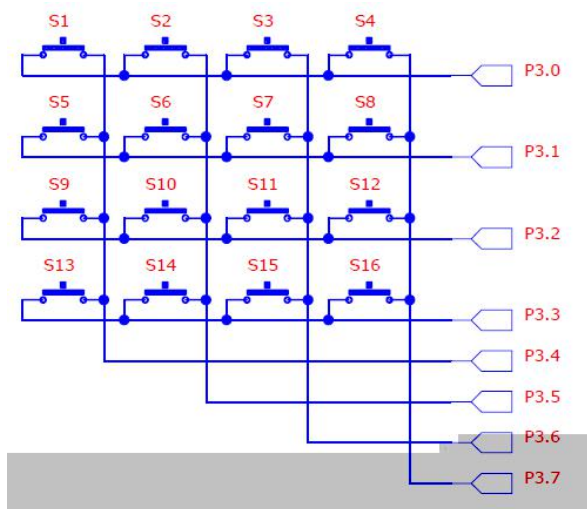 S1 S2 S3 S4
P3.0
S5 S6 S7 S8
P3.1
S9 S10 S11 S12
P3.2
S13 S14 S15 S16
P3.3
P3.4
P3.5
P3.6
P3.7